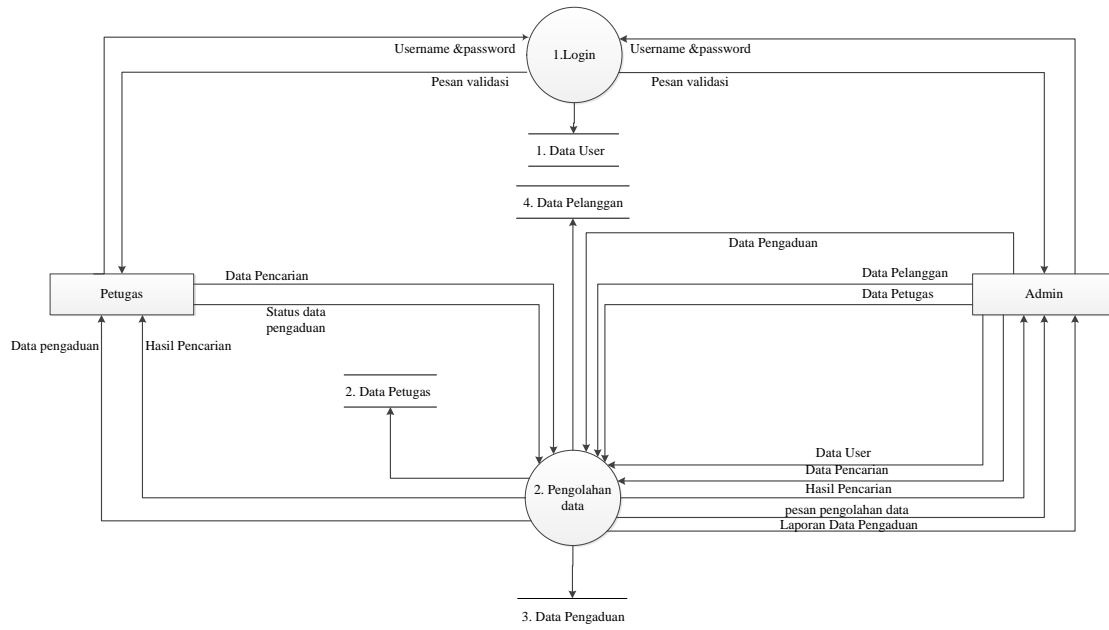 Username &password
1.Login
Username &password
Pesan validasi
Pesan validasi
1. Data User
4. Data Pelanggan
Data Pengaduan
Data Pencarian
Data Pelanggan
Petugas
Data Petugas
Admin
Status data
pengaduan
Data pengaduan
Hasil Pencarian
2. Data Petugas
Data User
Data Pencarian
2. Pengolahan
data
Hasil Pencarian
pesan pengolahan data
Laporan Data Pengaduan
3. Data Pengaduan